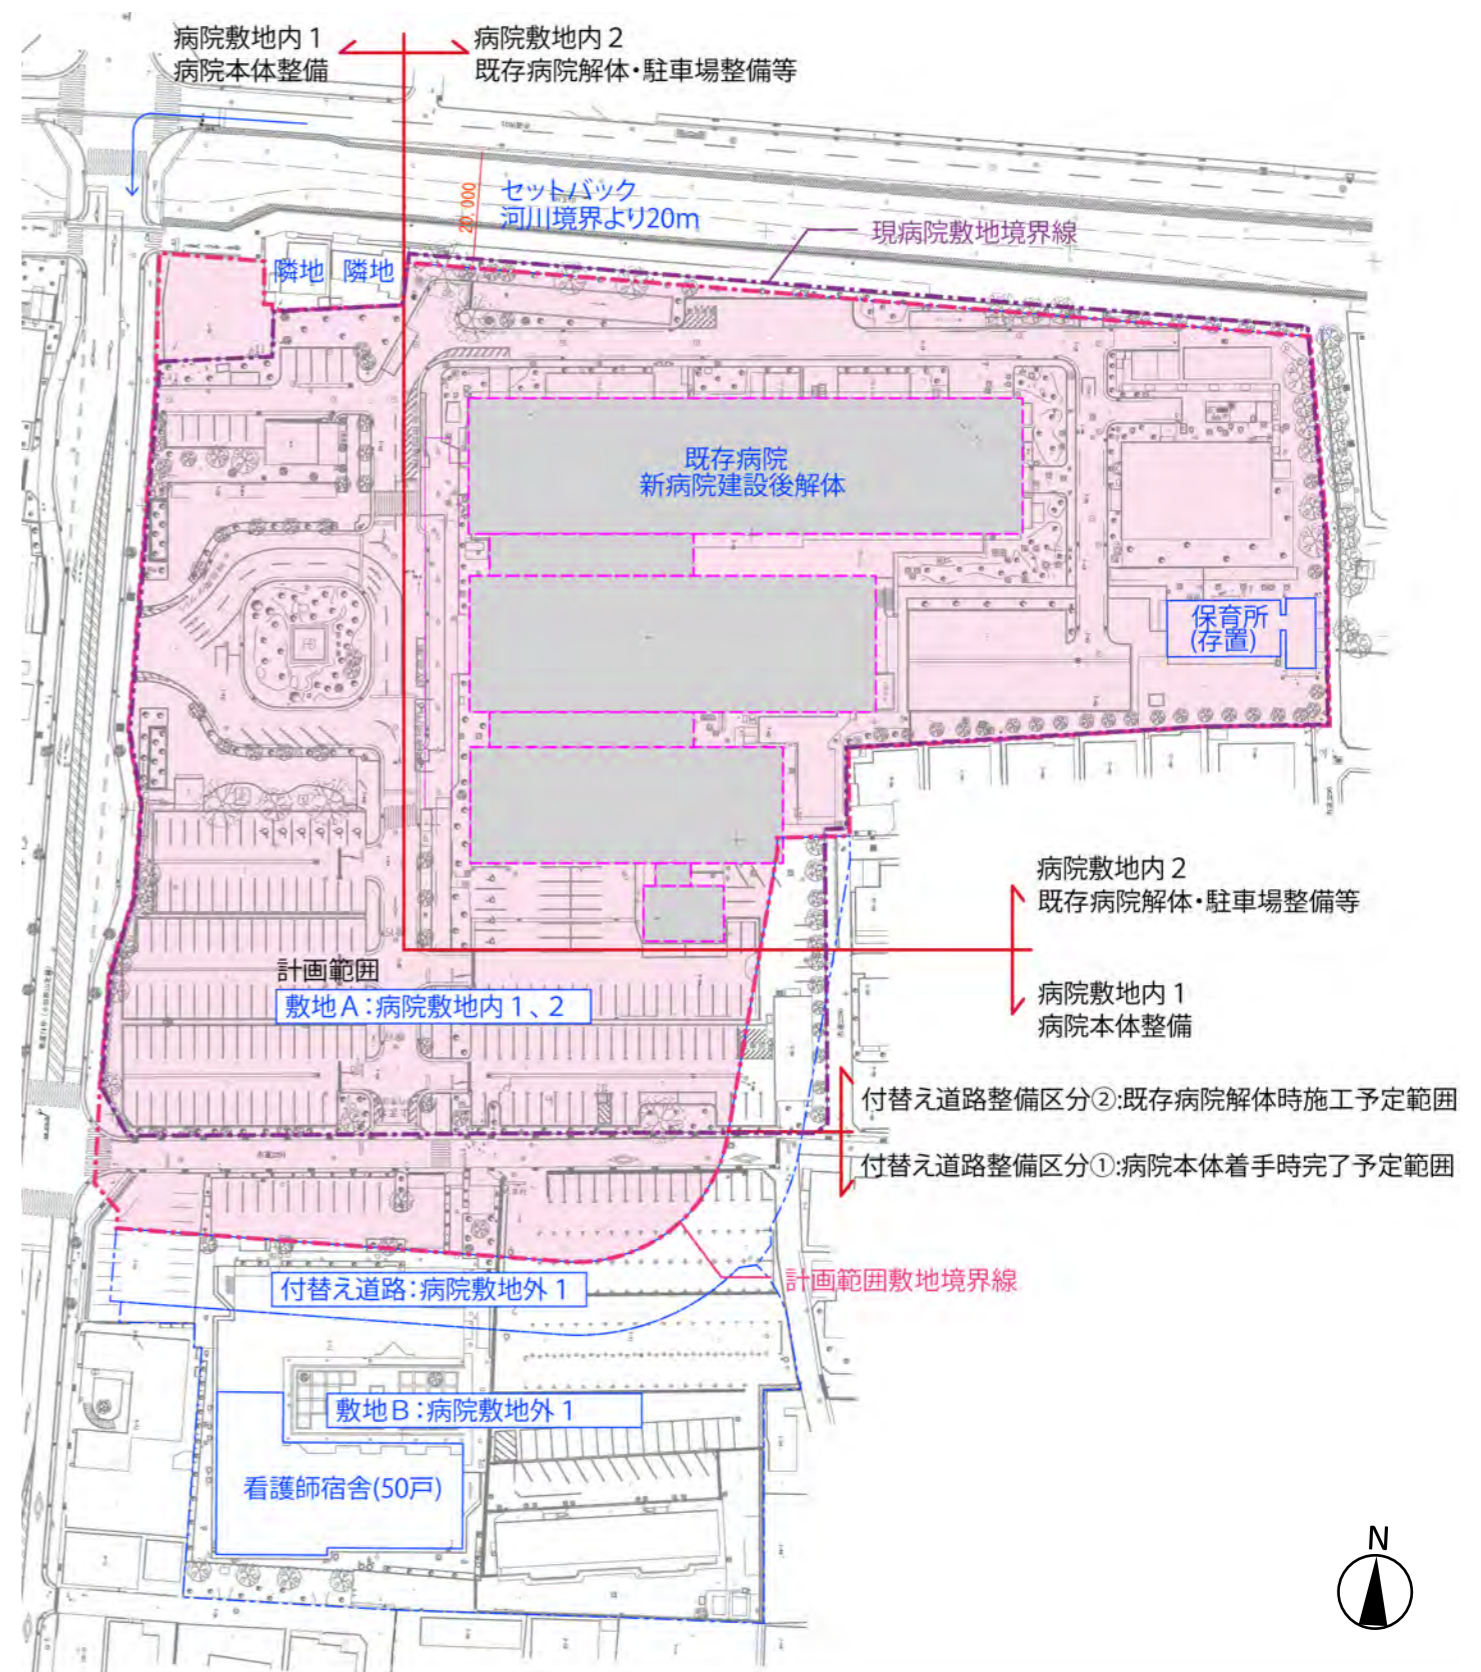 病院敷地内1
病院本体整備
病院敷地内2
既存病院解体・駐車場整備等
20.000
セットバック
河川境界より20m
現病院敷地境界線
隣地
隣地
既存病院
新病院建設後解体
保育所
(存置)
病院敷地内2
既存病院解体・駐車場整備等
計画範囲
敷地A：病院敷地内1、2
病院敷地内1
病院本体整備
付替え道路整備区分②:既存病院解体時施工予定範囲
付替え道路整備区分①:病院本体着手時完了予定範囲
計画範囲敷地境界線
付替え道路：病院敷地外1
敷地B：病院敷地外1
看護師宿舎(50戸)
N